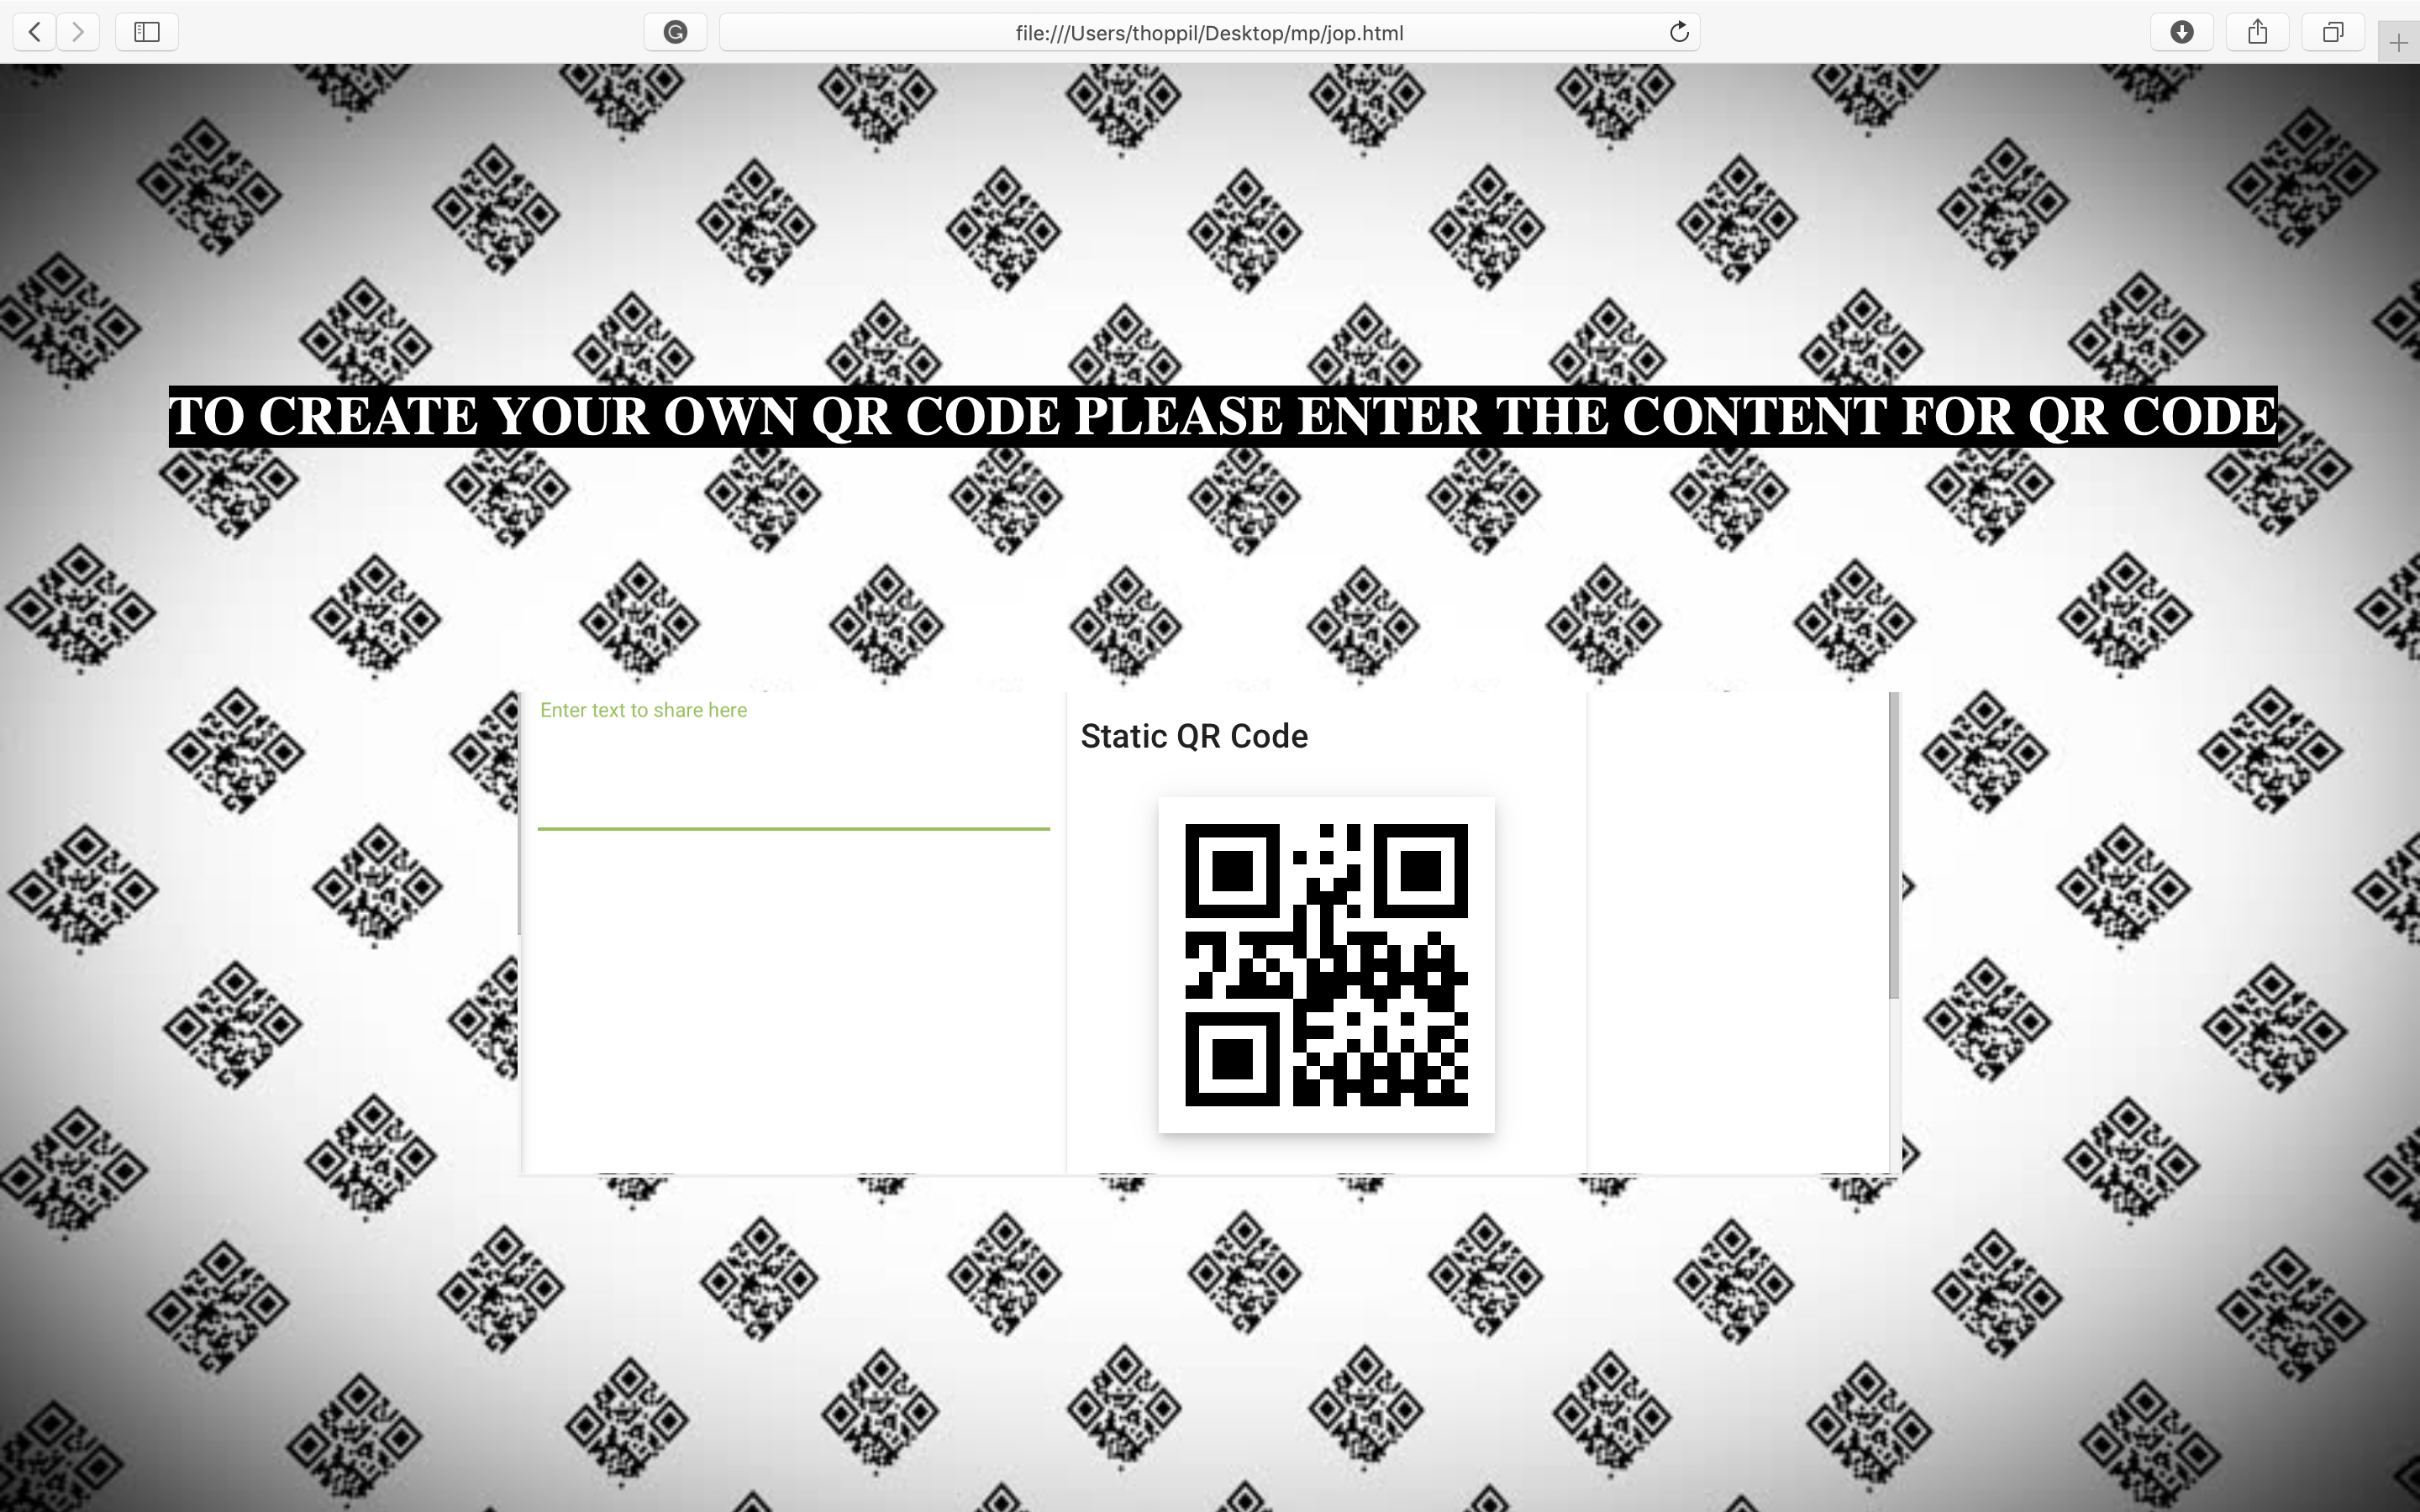 file:///Users/thoppil/Desktop/mp/jop.html
TO CREATE YOUR OWN QR CODE PLEASE ENTER THE CONTENT FOR QR CODE
Enter text to share here
Static QR Code